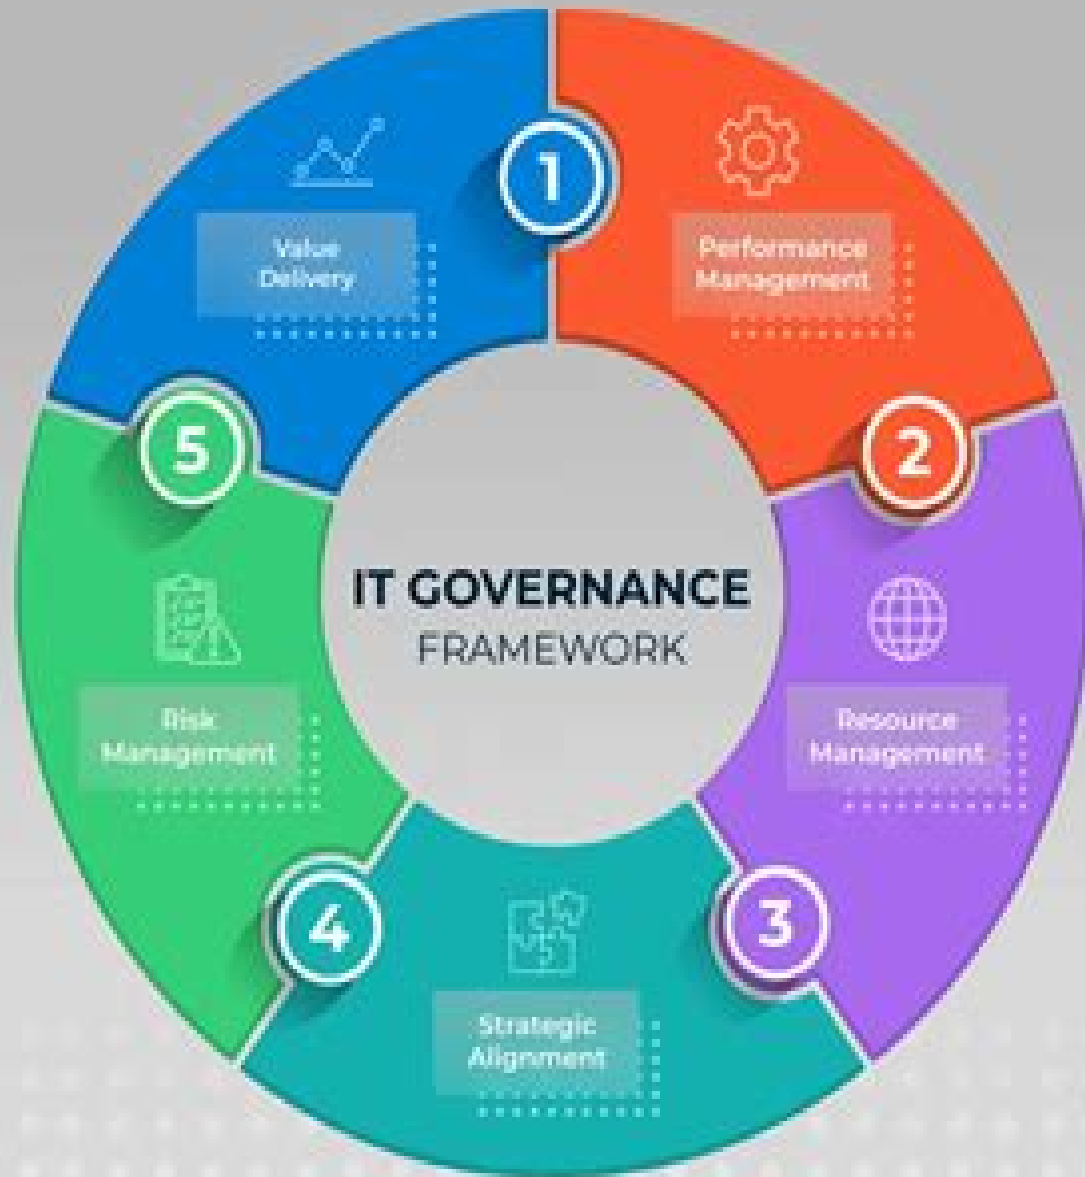 1
Value
Delivery
Performance
Management
2
Resource
Management
3
Strategic
Alignment
4
Risk
Management
5
IT GOVERNANCE
FRAMEWORK